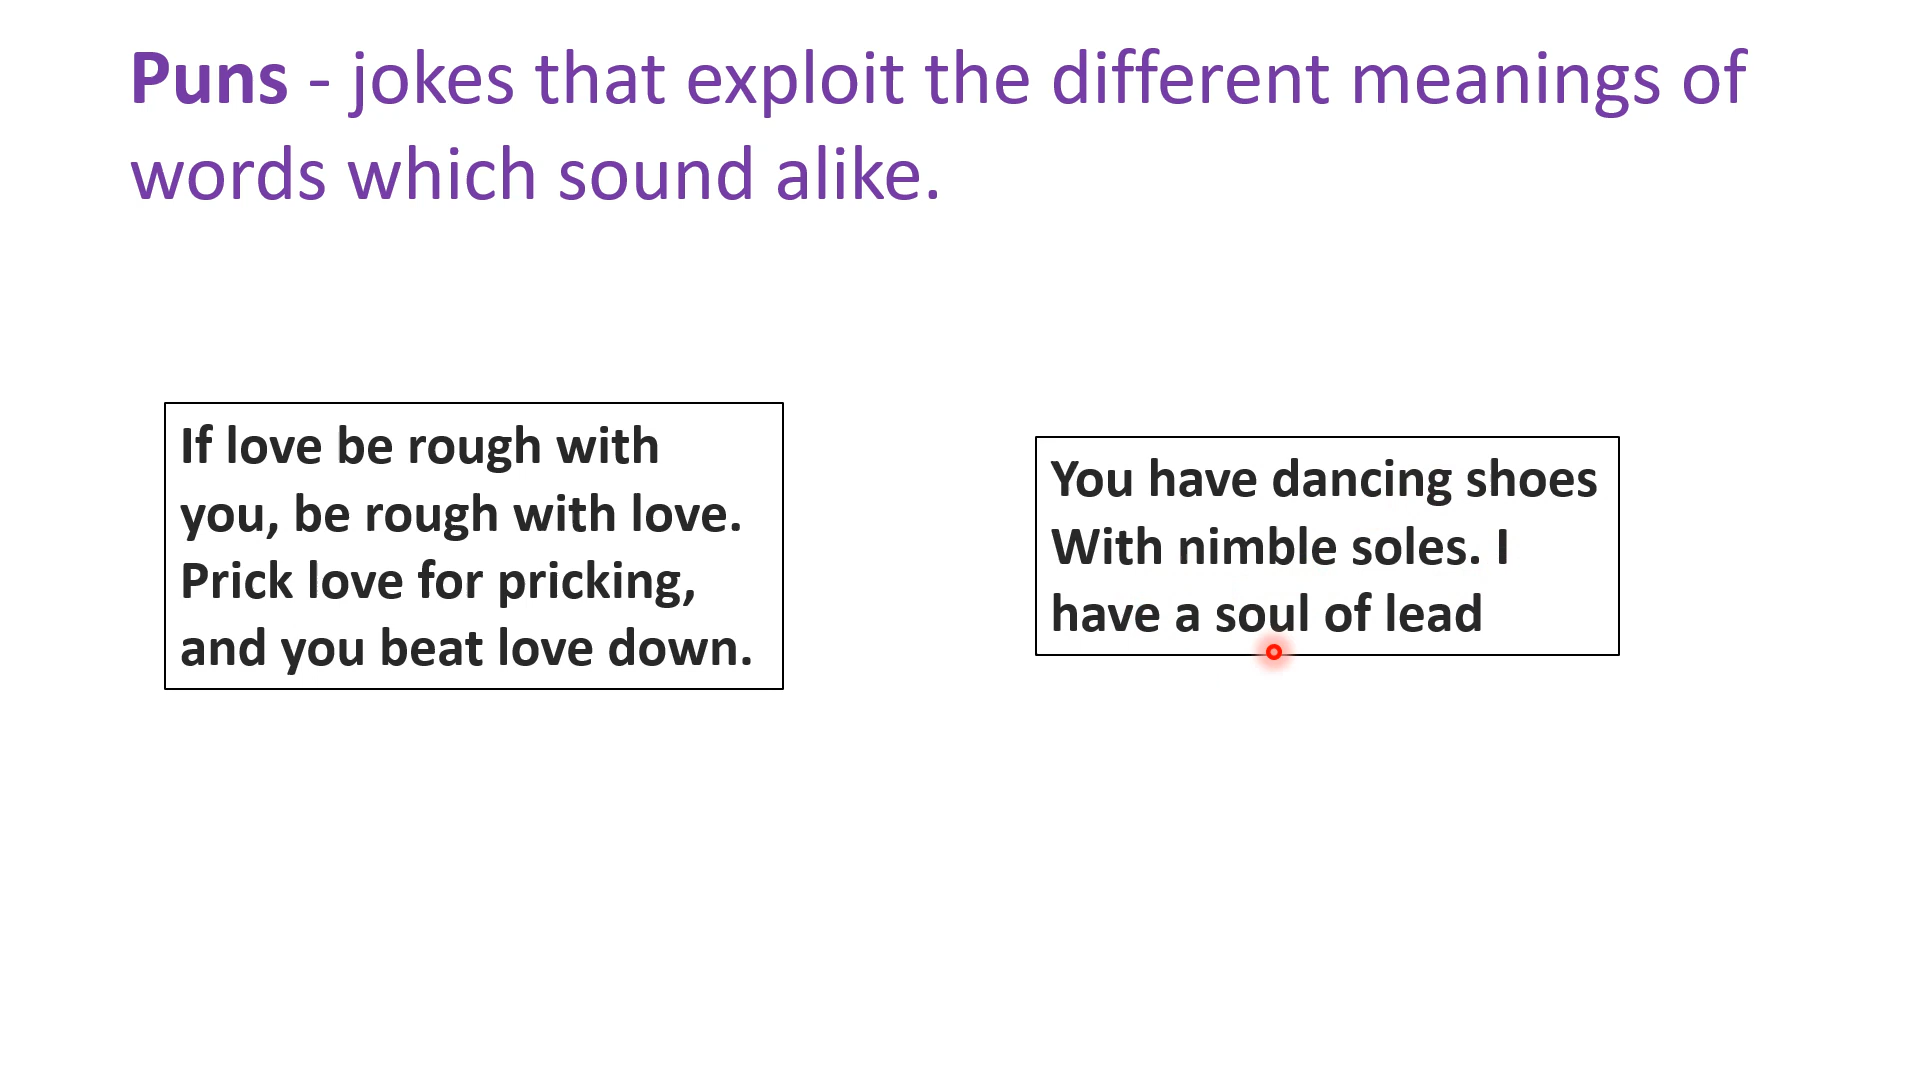 Puns - jokes that exploit the different meanings of
words which sound alike.
If love be rough with
you, be rough with love.
Prick love for pricking,
and you beat love down.
You have dancing shoes
With nimble soles. I
have a soul of lead